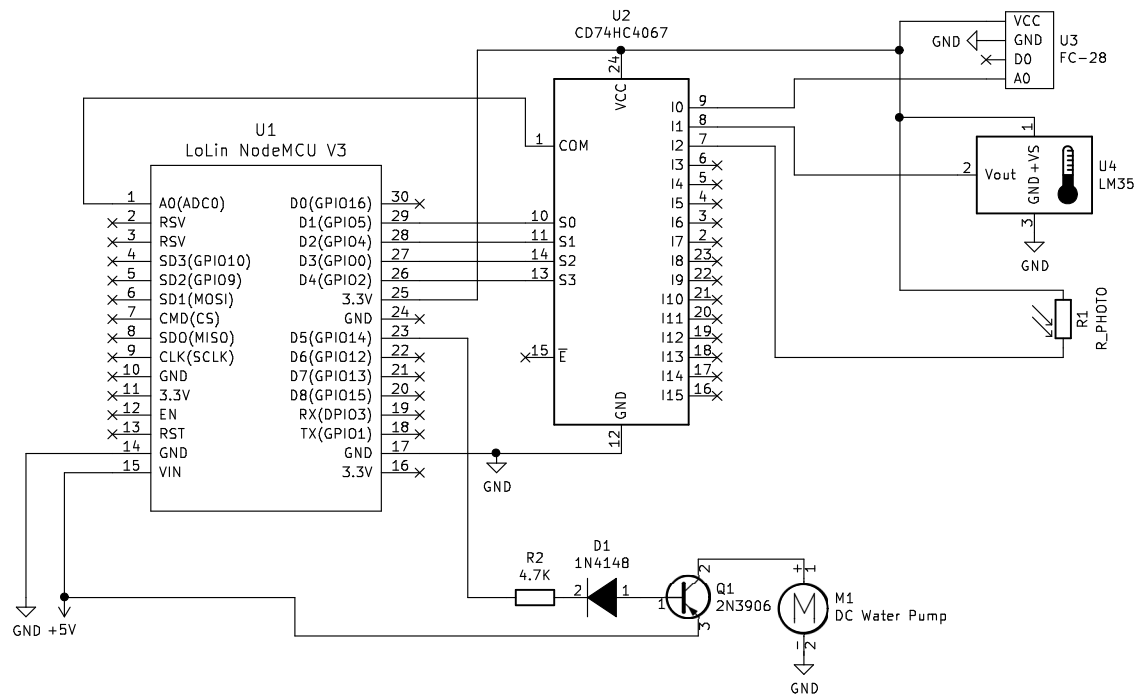 U2
CD74HC4067
24
VCC
1
COM
10
S0
11
S1
14
S2
13
S3
15
E
GND
12
I0
9
I1
8
I2
7
I3
6
I4
5
I5
4
I6
3
I7
2
I8
23
I9
22
I10
21
I11
20
I12
19
I13
18
I14
17
I15
16
VCC
GND
GND
D0
A0
U3
FC-28
1
+VS
2
Vout
GND
3
U4
LM35
GND
R1
R_PHOTO
U1
LoLin NodeMCU V3
1
A0(ADC0)
2
RSV
3
RSV
4
SD3(GPIO10)
5
SD2(GPIO9)
6
SD1(MOSI)
7
CMD(CS)
8
SDO(MISO)
9
CLK(SCLK)
10
GND
11
3.3V
12
EN
13
RST
14
GND
15
VIN
D0(GPIO16)
30
D1(GPIO5)
29
D2(GPIO4)
28
D3(GPIO0)
27
D4(GPIO2)
26
3.3V
25
GND
24
D5(GPIO14)
23
D6(GPIO12)
22
D7(GPIO13)
21
D8(GPIO15)
20
RX(DPIO3)
19
TX(GPIO1)
18
GND
17
3.3V
16
GND
GND
+5V
R2
4.7K
D1
1N4148
2
1
1
2
3
Q1
2N3906
+
1
M
M1
DC Water Pump
−
2
GND